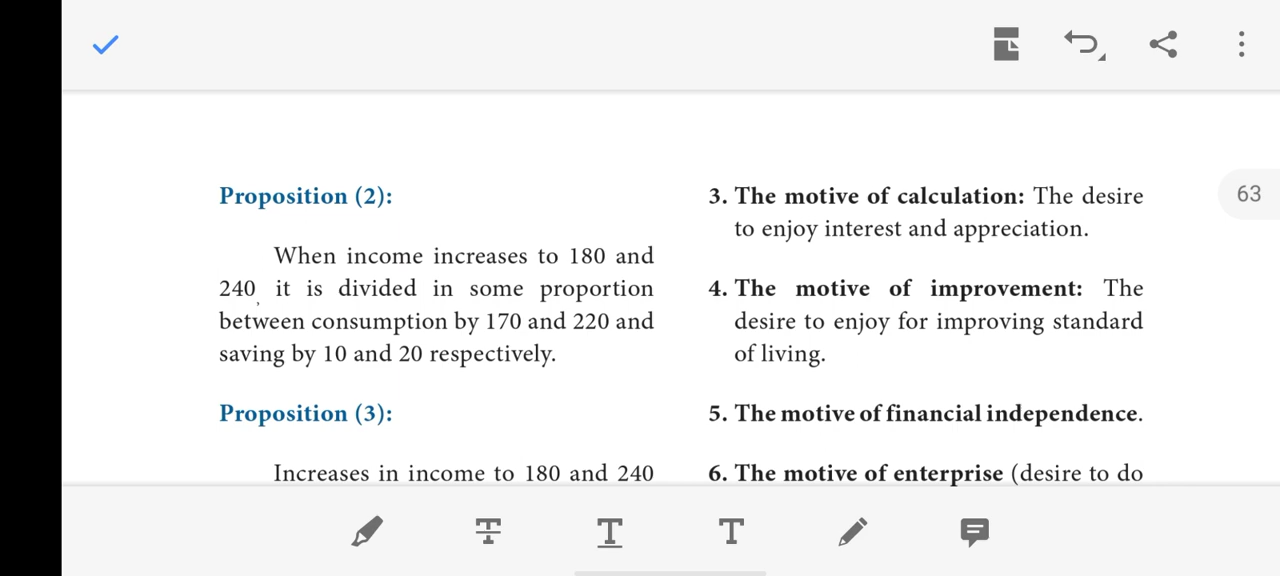 Proposition (2):
When income increases to 180 and
240, it is divided in some proportion
between consumption by 170 and 220 and
saving by 10 and 20 respectively.
Proposition (3):
Increases in income to 180 and 240
3. The motive of calculation: The desire
to enjoy interest and appreciation.
4. The motive of improvement: The
desire to enjoy for improving standard
of living.
5. The motive of financial independence.
6. The motive of enterprise (desire to do
63